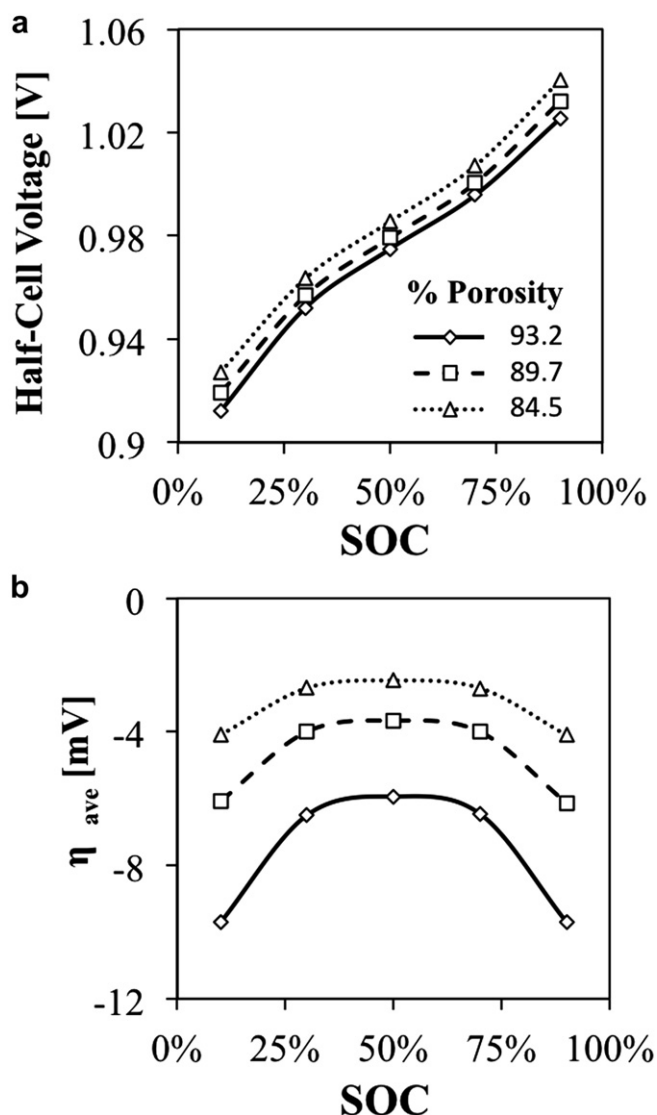 a
Half-Cell Voltage [V]
1.06
1.02
0.98
0.94
0.9
% Porosity
93.2
89.7
84.5
0% 25% 50% 75% 100%
SOC
b
η ave [mV]
0
-4
-8
-12
0% 25% 50% 75% 100%
SOC